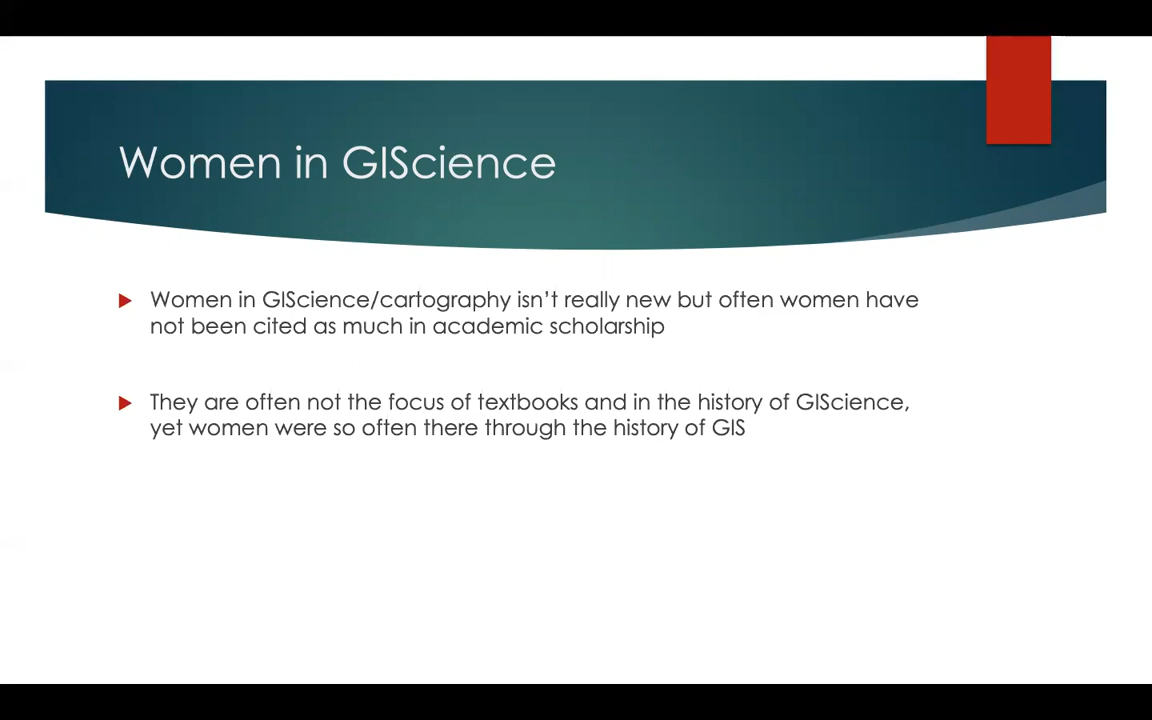 Women in GIScience
Women in GIScience/cartography isn’t really new but often women have
not been cited as much in academic scholarship
They are often not the focus of textbooks and in the history of GIScience,
yet women were so often there through the history of GIS